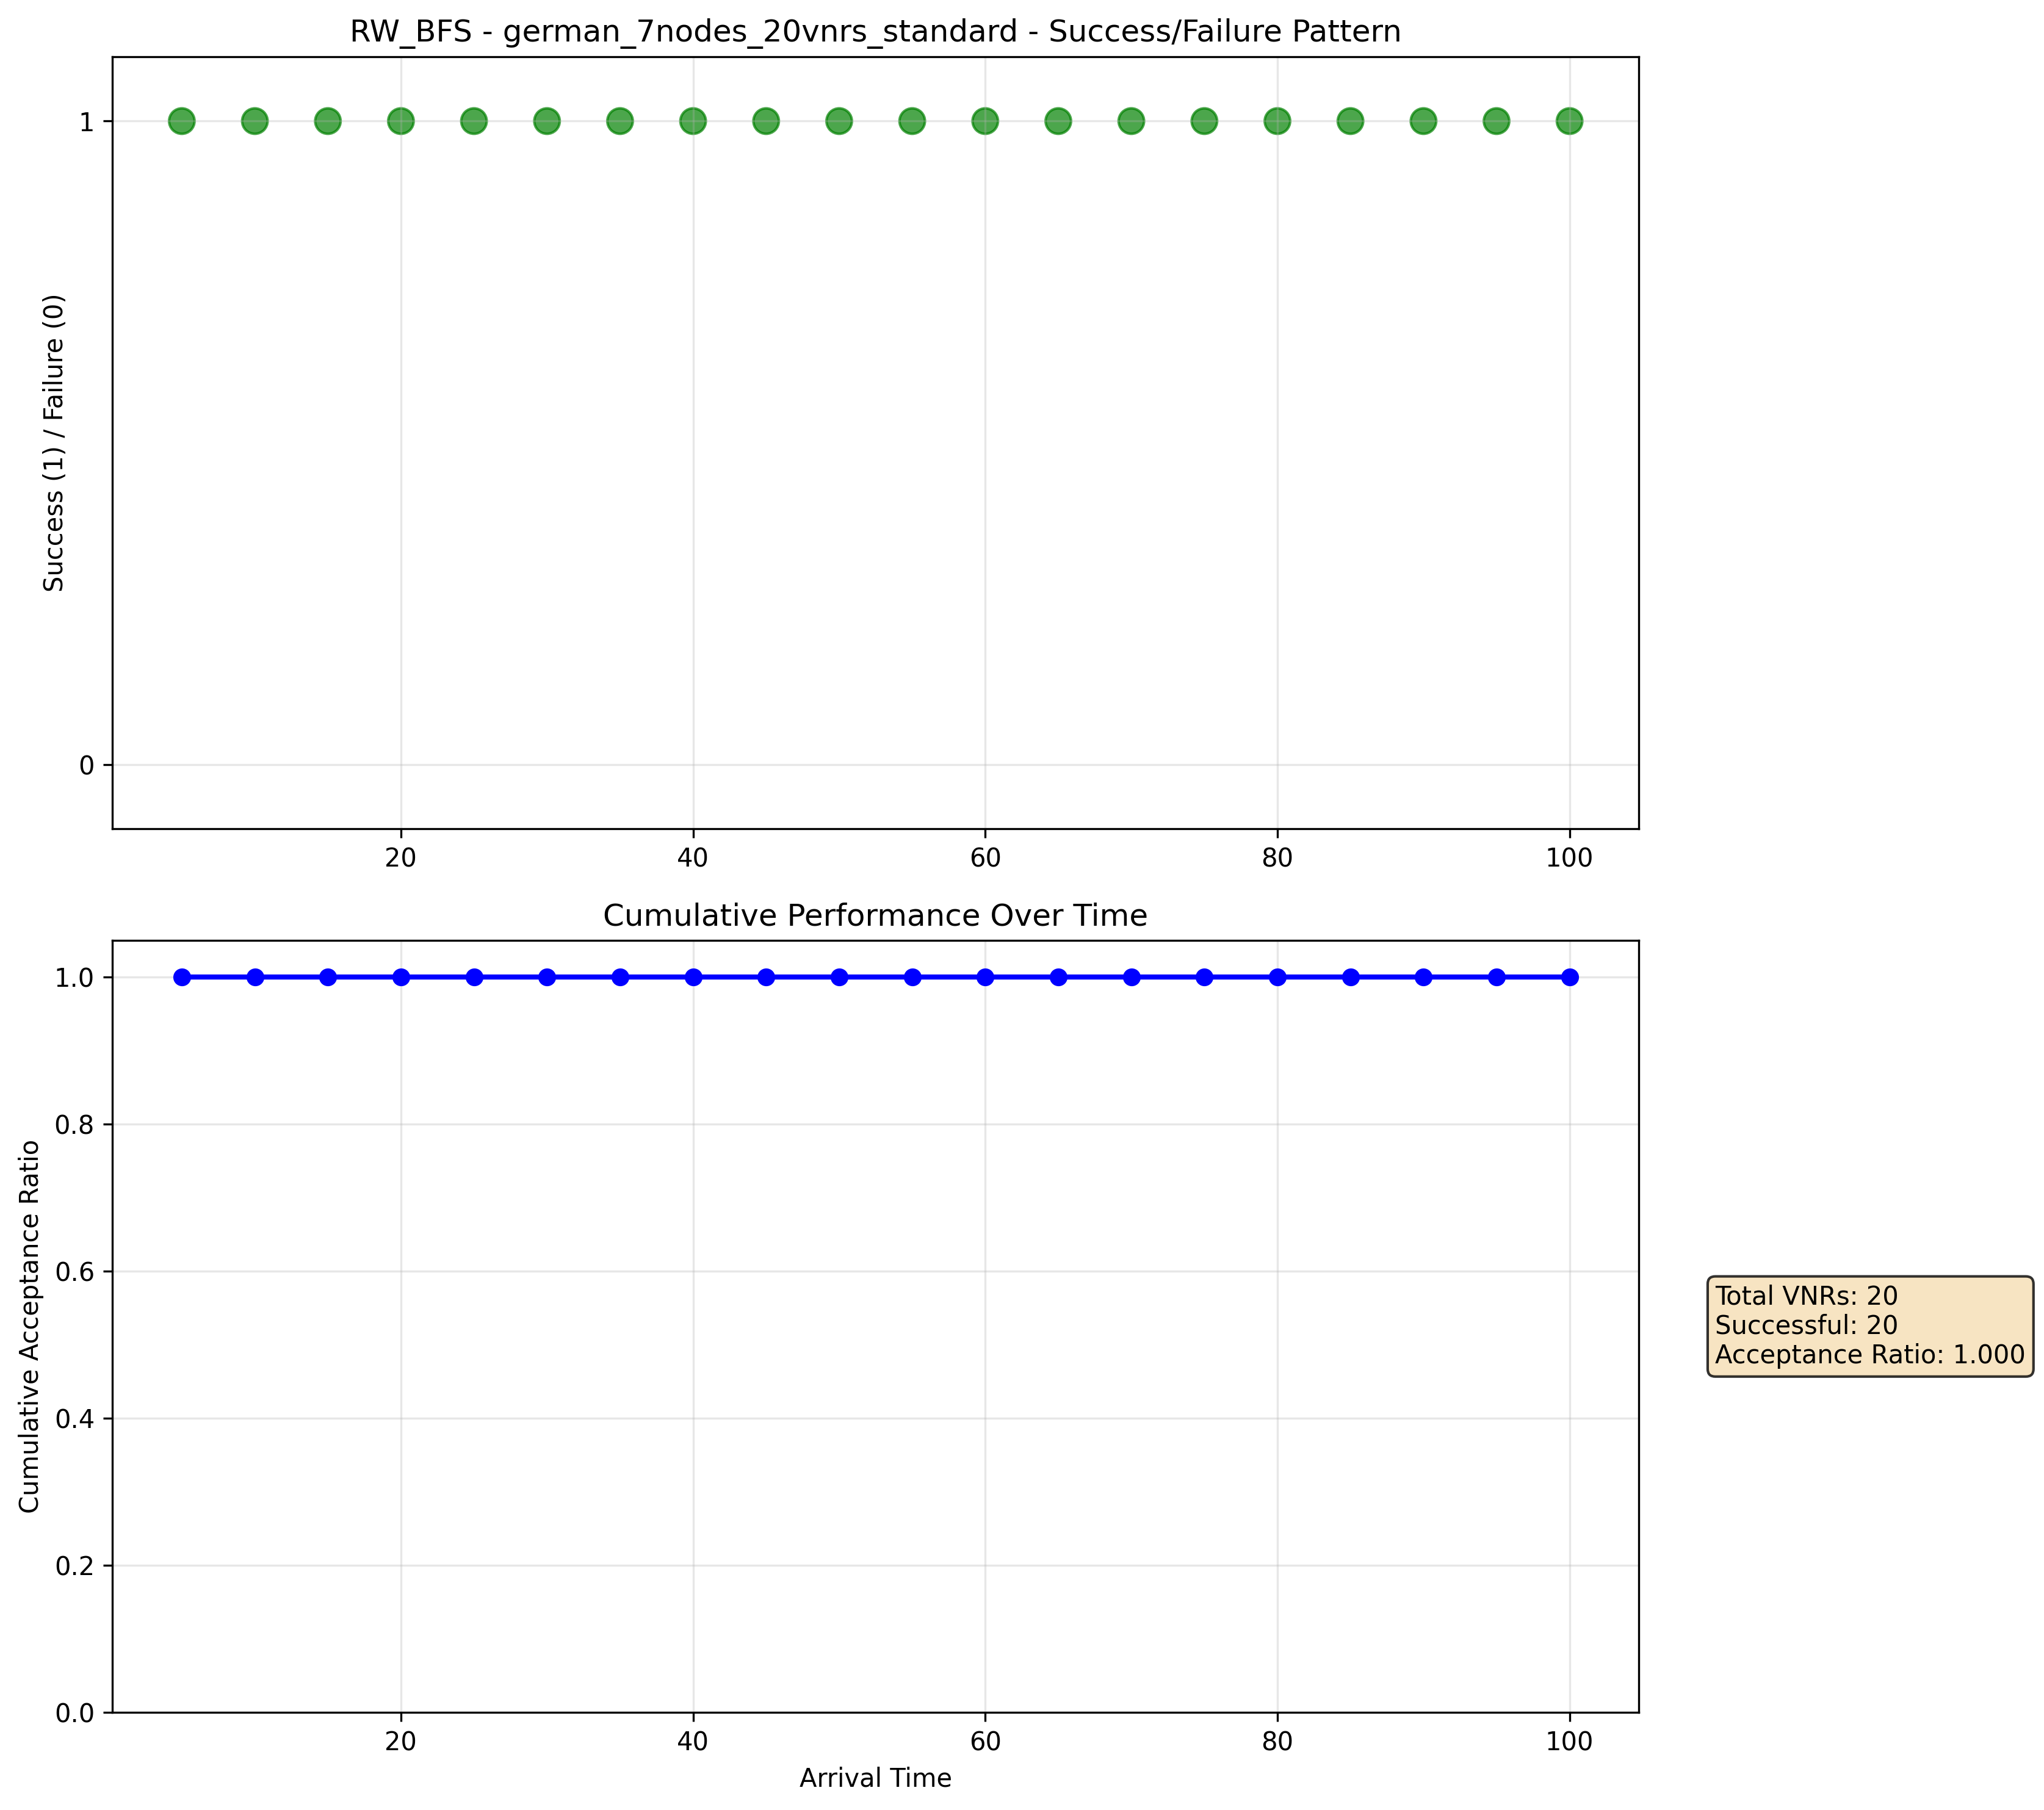 RW_BFS - german_7nodes_20vnrs_standard - Success/Failure Pattern
Success (1) / Failure (0)
1
0
20 40 60 80 100
Cumulative Performance Over Time
Cumulative Acceptance Ratio
1.0
0.8
0.6
0.4
0.2
0.0
20 40 60 80 100
Arrival Time
Total VNRs: 20
Successful: 20
Acceptance Ratio: 1.000